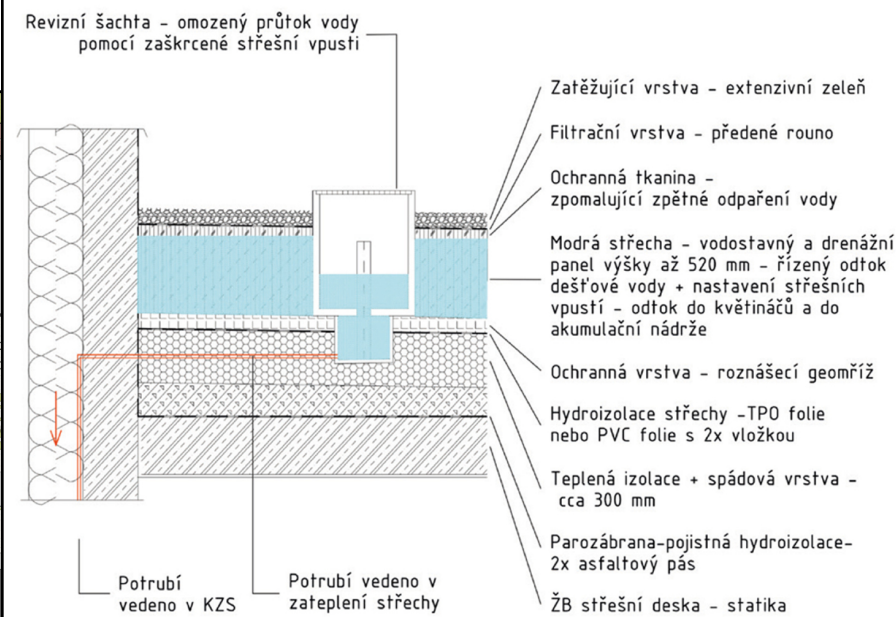 Revizní šachta - omozený průtok vody
pomocí zaškrcené střešní vpusti
Zatěžující vrstva - extenzivní zeleň
Filtrační vrstva - předené rouno
Ochranná tkanina -
zpomalující zpětné odpaření vody
Modrá střecha - vodostavný a drenážní
panel výšky až 520 mm - řízený odtok
dešťové vody + nastavení střešních
vpustí - odtok do květináčů a do
akumulační nádrže
Ochranná vrstva - roznášecí geomříž
Hydroizolace střechy -TPO folie
nebo PVC folie s 2x vložkou
Teplená izolace + spádová vrstva -
cca 300 mm
Parozábrana-pojistná hydroizolace-
2x asfaltový pás
ŽB střešní deska - statika
Potrubí
vedeno v KZS
Potrubí vedeno v
zateplení střechy